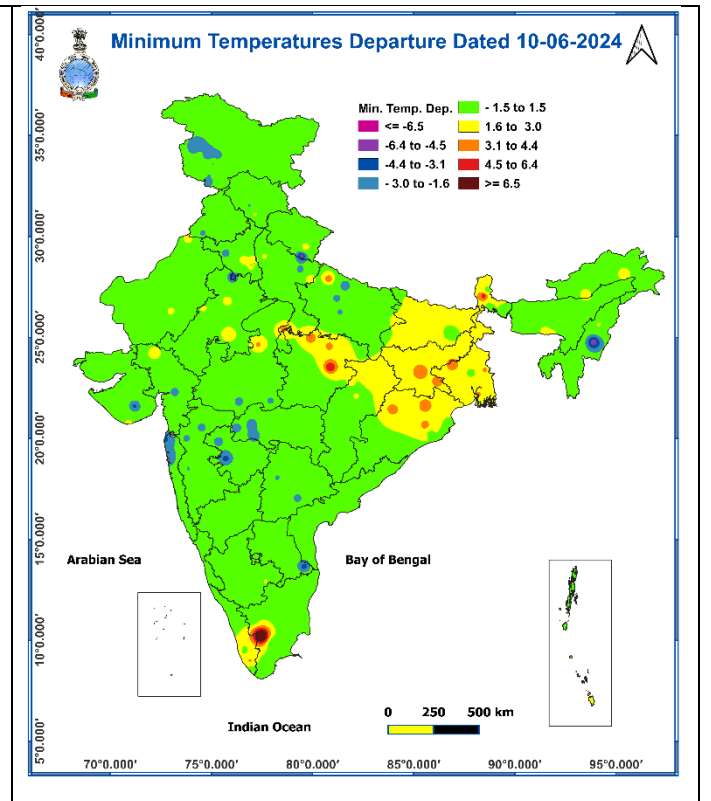 Minimum Temperatures Departure Dated 10-06-2024
Min. Temp. Dep.
<= -6.5
-6.4 to -4.5
-4.4 to -3.1
- 3.0 to -1.6
- 1.5 to 1.5
1.6 to 3.0
3.1 to 4.4
4.5 to 6.4
>= 6.5
40°0.000'
35°0.000'
30°0.000'
25°0.000'
20°0.000'
15°0.000'
10°0.000'
5°0.000'
Arabian Sea
Bay of Bengal
Indian Ocean
0 250 500 km
70°0.000' 75°0.000' 80°0.000' 85°0.000' 90°0.000' 95°0.000'